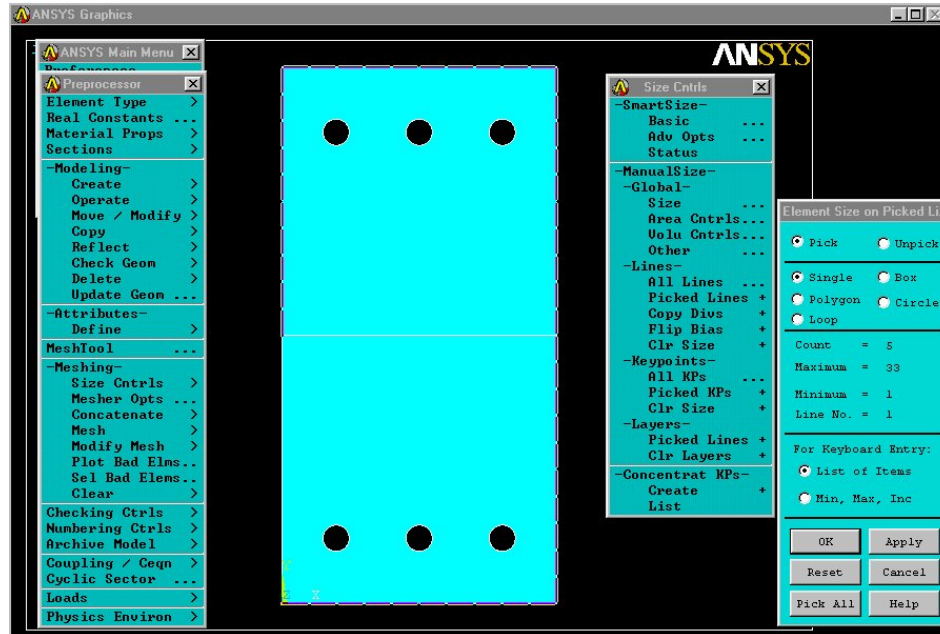 ANSYS Graphics
ANSYS Main Menu
Preprocessor
Element Type >
Real Constants ...
Material Props >
Sections >
-Modeling-
Create >
Operate >
Move / Modify >
Copy >
Reflect >
Check Geom >
Delete >
Update Geom ...
-Attributes-
Define >
MeshTool ...
-Meshing-
Size Cntrls >
Mesher Opts ...
Concatenate >
Mesh >
Modify Mesh >
Plot Bad Elms..
Sel Bad Elems..
Clear >
Checking Ctrls >
Numbering Ctrls >
Archive Model >
Coupling / Ceqn >
Cyclic Sector ...
Loads >
Physics Environ >
Z X
ANSYS
Size Cntrls
-SmartSize-
Basic ...
Adv Opts ...
Status
-ManualSize-
-Global-
Size ...
Area Cntrls...
Volu Cntrls...
Other ...
-Lines-
All Lines ...
Picked Lines +
Copy Divs +
Flip Bias +
Clr Size +
-Keypoints-
All KPs ...
Picked KPs +
Clr Size +
-Layers-
Picked Lines +
Clr Layers +
-Concentrat KPs-
Create +
List
Element Size on Picked Li
Pick Unpick
Single Box
Polygon Circle
Loop
Count = 5
Maximum = 33
Minimum = 1
Line No. = 1
For Keyboard Entry:
List of Items
Min, Max, Inc
OK Apply
Reset Cancel
Pick All Help